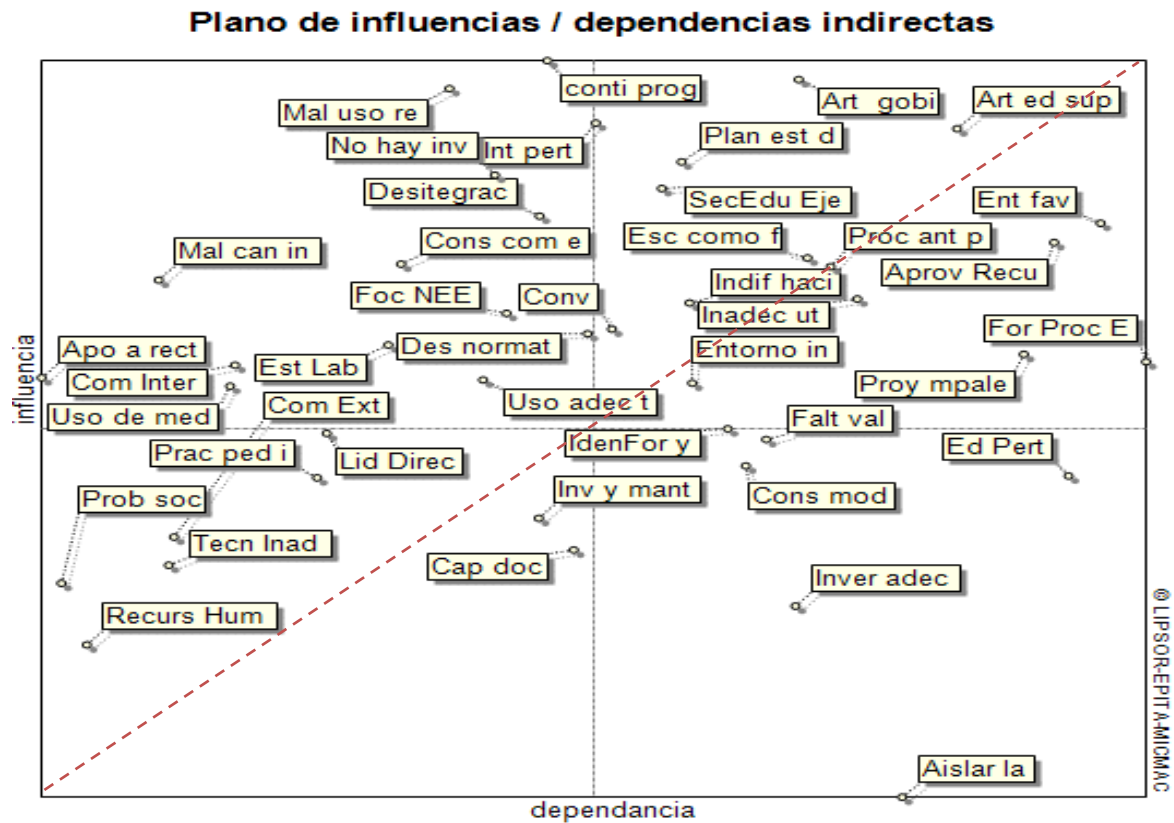 Plano de influencias / dependencias indirectas
conti prog
Mal uso re
Art gobi
Art ed sup
No hay inv
Int pert
Plan est d
Desitegrac
SecEdu Eje
Ent fav
Mal can in
Cons com e
Esc como f
Proc ant p
Aprov Recu
Foc NEE
Conv
Indif haci
Inadec ut
For Proc E
Apo a rect
Com Inter
Est Lab
Des normat
Entorno in
Proy mpale
Uso de med
Com Ext
Uso adec t
Falt val
Prac ped i
Lid Direc
IdenFor y
Ed Pert
Prob soc
Inv y mant
Cons mod
Tecn Inad
Cap doc
Inver adec
Recurs Hum
Aislar la
influencia
dependancia
© LIPSOR-EPITA-MICMAC